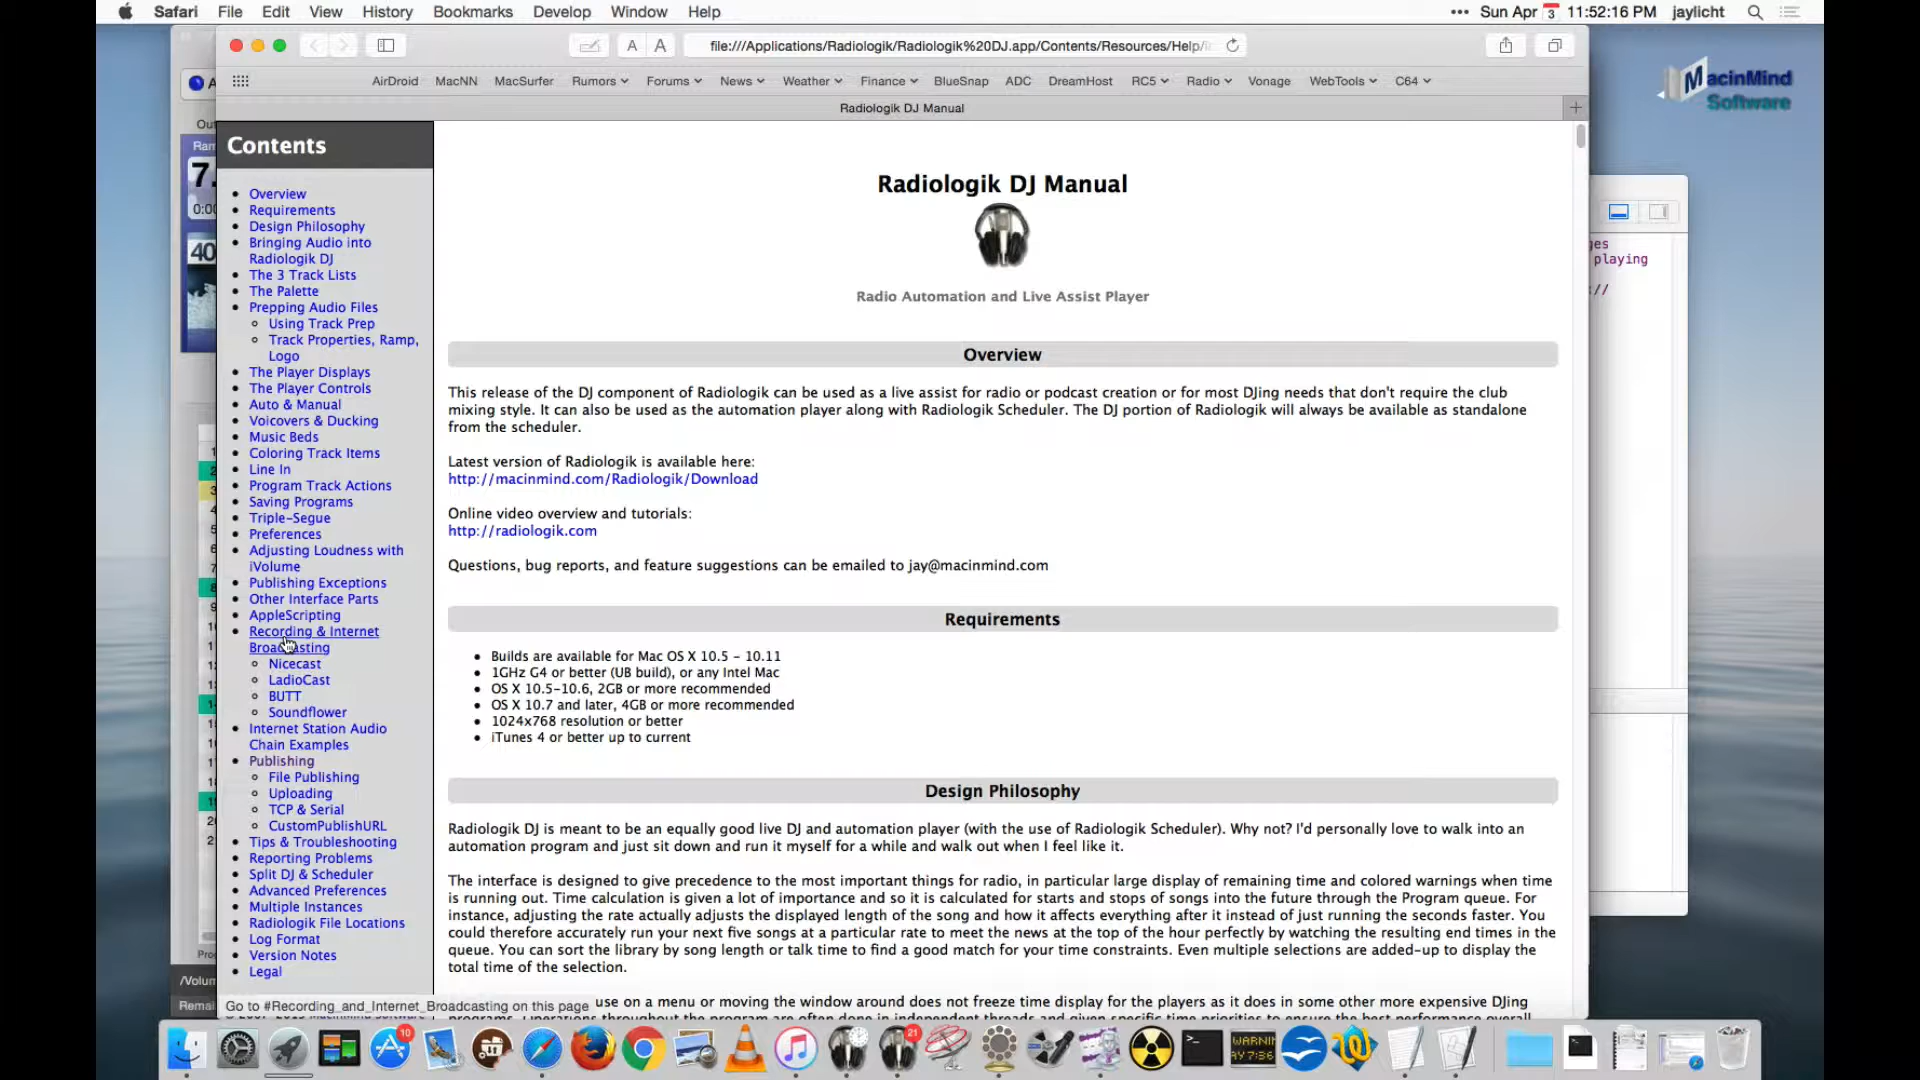 Safari File Edit View History Bookmarks Develop Window Help
Sun Apr 3 11:52:16 PM jaylicht
A A file:///Applications/Radiologik/Radiologik%20DJ.app/Contents/Resources/Help/
AirDroid MacNN MacSurfer Rumors Forums News Weather Finance BlueSnap ADC DreamHost RC5 Radio Vonage WebTools C64
Radiologik DJ Manual
MacinMind
Software
Contents
Overview
Requirements
Design Philosophy
Bringing Audio into
Radiologik DJ
The 3 Track Lists
The Palette
Prepping Audio Files
Using Track Prep
Track Properties, Ramp,
Logo
The Player Displays
The Player Controls
Auto & Manual
Voicovers & Ducking
Music Beds
Coloring Track Items
Line In
Program Track Actions
Saving Programs
Triple-Segue
Preferences
Adjusting Loudness with
iVolume
Publishing Exceptions
Other Interface Parts
AppleScripting
Recording & Internet
Broadcasting
Nicecast
LadioCast
BUTT
Soundflower
Internet Station Audio
Chain Examples
Publishing
File Publishing
Uploading
TCP & Serial
CustomPublishURL
Tips & Troubleshooting
Reporting Problems
Split DJ & Scheduler
Advanced Preferences
Multiple Instances
Radiologik File Locations
Log Format
Version Notes
Legal
Go to #Recording_and_Internet_Broadcasting on this page
Radiologik DJ Manual
Radio Automation and Live Assist Player
Overview
This release of the DJ component of Radiologik can be used as a live assist for radio or podcast creation or for most DJing needs that don't require the club
mixing style. It can also be used as the automation player along with Radiologik Scheduler. The DJ portion of Radiologik will always be available as standalone
from the scheduler.
Latest version of Radiologik is available here:
http://macinmind.com/Radiologik/Download
Online video overview and tutorials:
http://radiologik.com
Questions, bug reports, and feature suggestions can be emailed to jay@macinmind.com
Requirements
Builds are available for Mac OS X 10.5 - 10.11
1GHz G4 or better (UB build), or any Intel Mac
OS X 10.5-10.6, 2GB or more recommended
OS X 10.7 and later, 4GB or more recommended
1024x768 resolution or better
iTunes 4 or better up to current
Design Philosophy
Radiologik DJ is meant to be an equally good live DJ and automation player (with the use of Radiologik Scheduler). Why not? I'd personally love to walk into an
automation program and just sit down and run it myself for a while and walk out when I feel like it.
The interface is designed to give precedence to the most important things for radio, in particular large display of remaining time and colored warnings when time
is running out. Time calculation is given a lot of importance and so it is calculated for starts and stops of songs into the future through the Program queue. For
instance, adjusting the rate actually adjusts the displayed length of the song and how it affects everything after it instead of just running the seconds faster. You
could therefore accurately run your next five songs at a particular rate to meet the news at the top of the hour perfectly by watching the resulting end times in the
queue. You can sort the library by song length or talk time to find a good match for your time constraints. Even multiple selections are added-up to display the
total time of the selection.
use on a menu or moving the window around does not freeze time display for the players as it does in some other more expensive DJing
playing
://
10
21